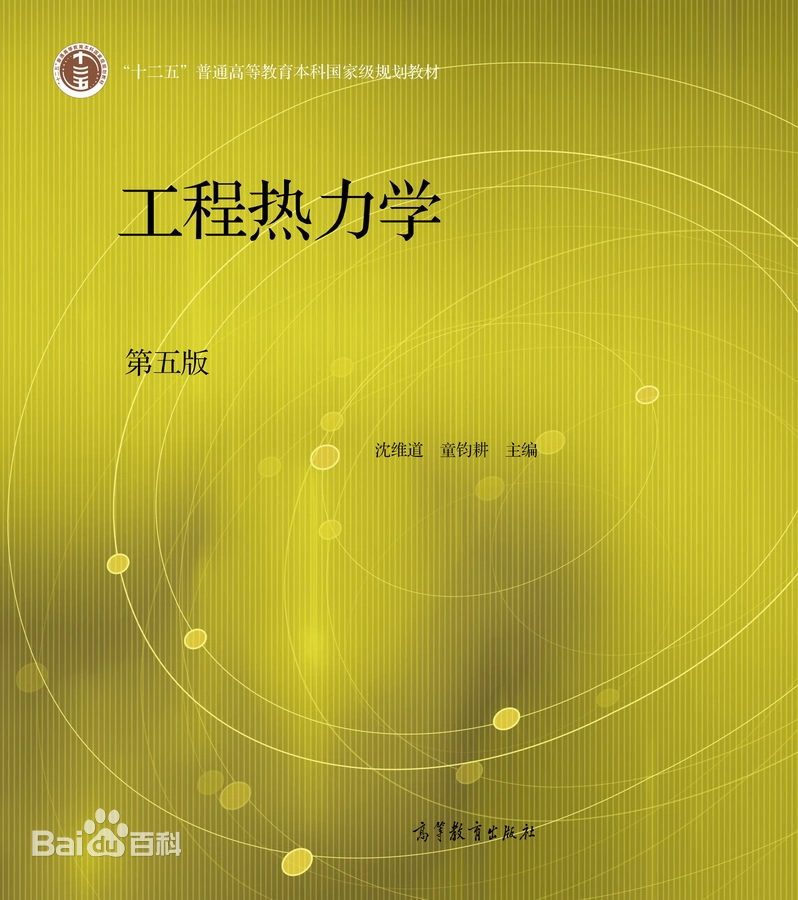 “十二五”普通高等教育本科国家级规划教材
工程热力学
第五版
沈维道 童钧耕 主编
高等教育出版社
Bai百科